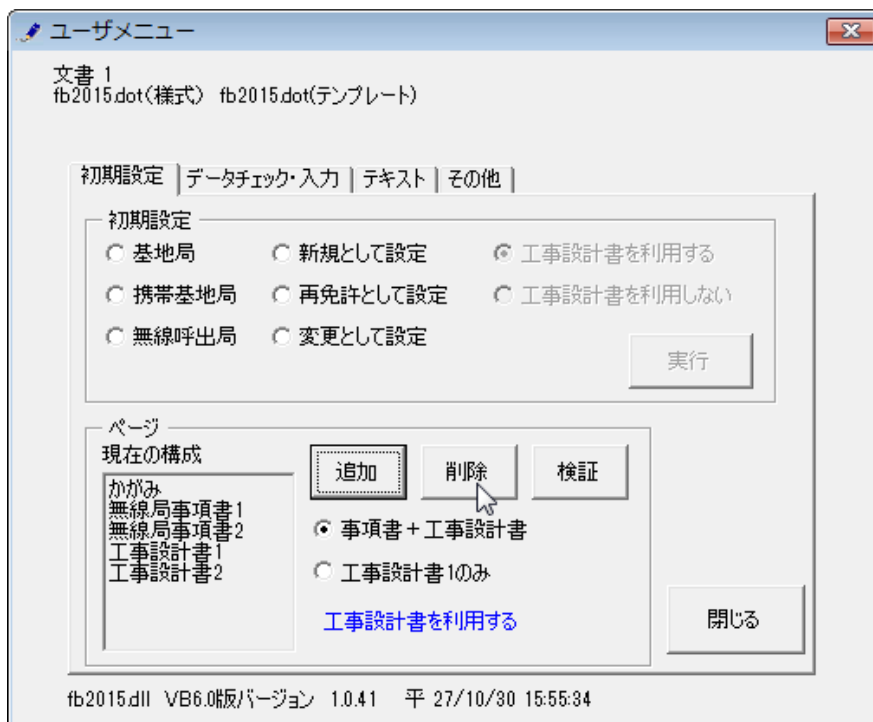 ユーザメニュー
文書 1
fb2015.dot(様式) fb2015.dot(テンプレート)
初期設定 データチェック・入力 テキスト その他
初期設定
基地局 新規として設定 工事設計書を利用する
携帯基地局 再免許として設定 工事設計書を利用しない
無線呼出局 変更として設定
実行
ページ
現在の構成
追加 削除 検証
かがみ
無線局事項書1
無線局事項書2
工事設計書1
工事設計書2
事項書+工事設計書
工事設計書1のみ
工事設計書を利用する
閉じる
fb2015.dll VB6.0版バージョン 1.0.41 平 27/10/30 15:55:34